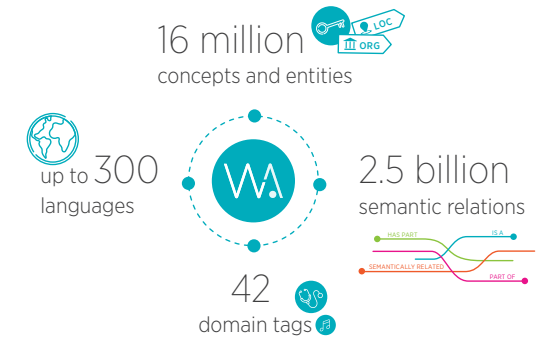 16 million
LOC
ORG
concepts and entities
up to 300
languages
WA
2.5 billion
semantic relations
HAS PART
IS A
SEMANTICALLY RELATED
PART OF
42
domain tags